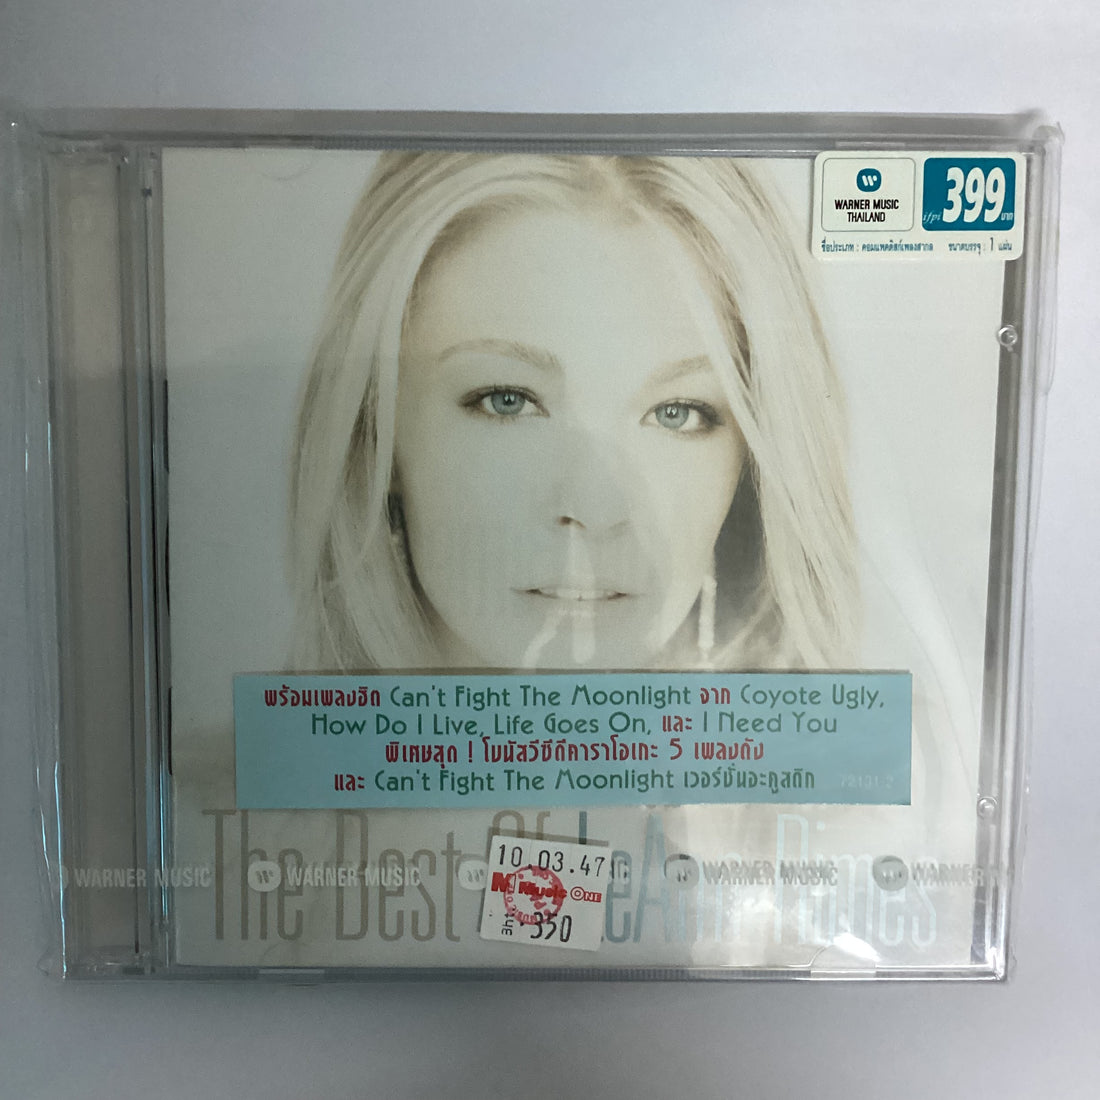 WARNER MUSIC
THAILAND
ifpi 399 บาท
ชื่อประเภท : คอมแพคดิสก์เพลงสากล ขนาดบรรจุ : 1 แผ่น
พร้อมเพลงฮิต Can't Fight The Moonlight จาก Coyote Ugly,
How Do I Live, Life Goes On, และ I Need You
พิเศษสุด ! โบนัสวีซีดีคาราโอเกะ 5 เพลงดัง
และ Can't Fight The Moonlight เวอร์ชั่นอะคูสติก
72131-2
The Best Of LeAnn Rimes
WARNER MUSIC WARNER MUSIC WARNER MUSIC WARNER
10.03.47
Music ONE
350